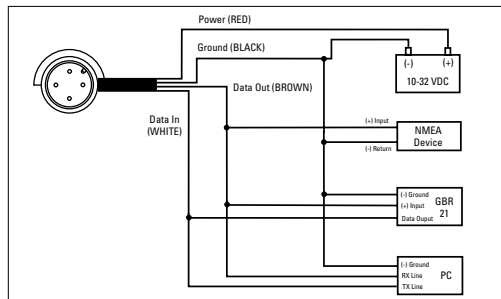 Power (RED)
Ground (BLACK)
Data Out (BROWN)
Data In
(WHITE)
(-) (+)
10-32 VDC
(+) Input
NMEA
Device
(-) Return
(-) Ground
GBR
(+) Input
21
Data Ouput
(-) Ground
RX Line
PC
TX Line